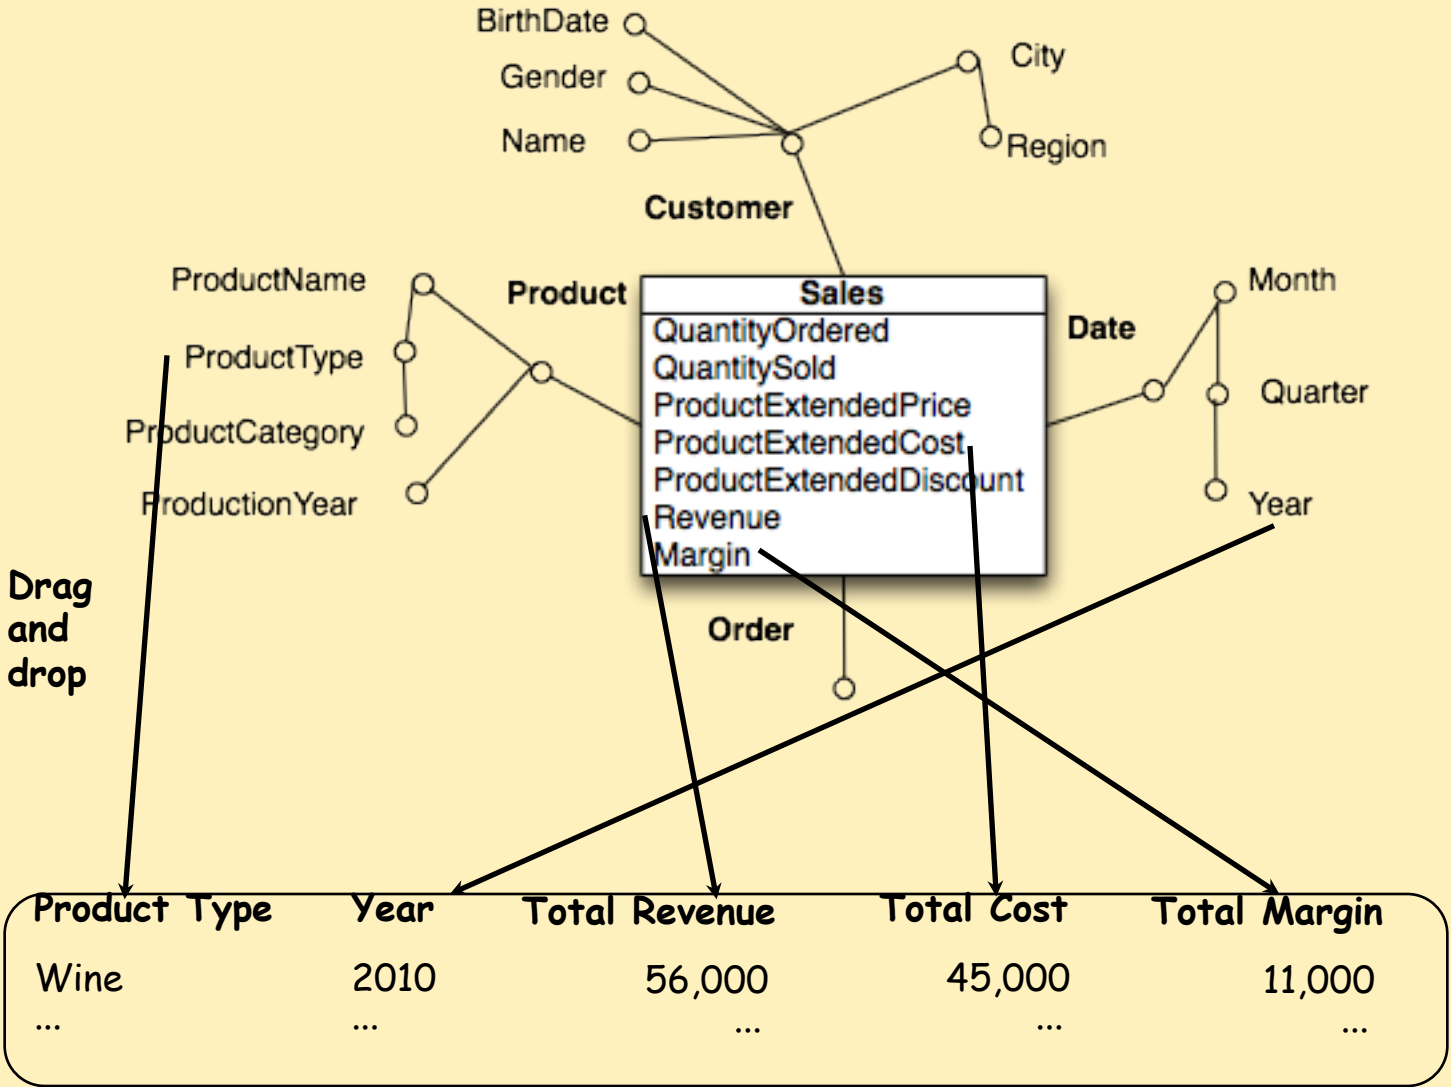 BirthDate
Gender
Name
City
Region
Customer
ProductName
ProductType
ProductCategory
ProductionYear
Product
Sales
QuantityOrdered
QuantitySold
ProductExtendedPrice
ProductExtendedCost
ProductExtendedDiscount
Revenue
Margin
Date
Month
Quarter
Year
Order
Drag
and
drop
Product Type Year Total Revenue Total Cost Total Margin
Wine 2010 56,000 45,000 11,000
... ... ... ... ...